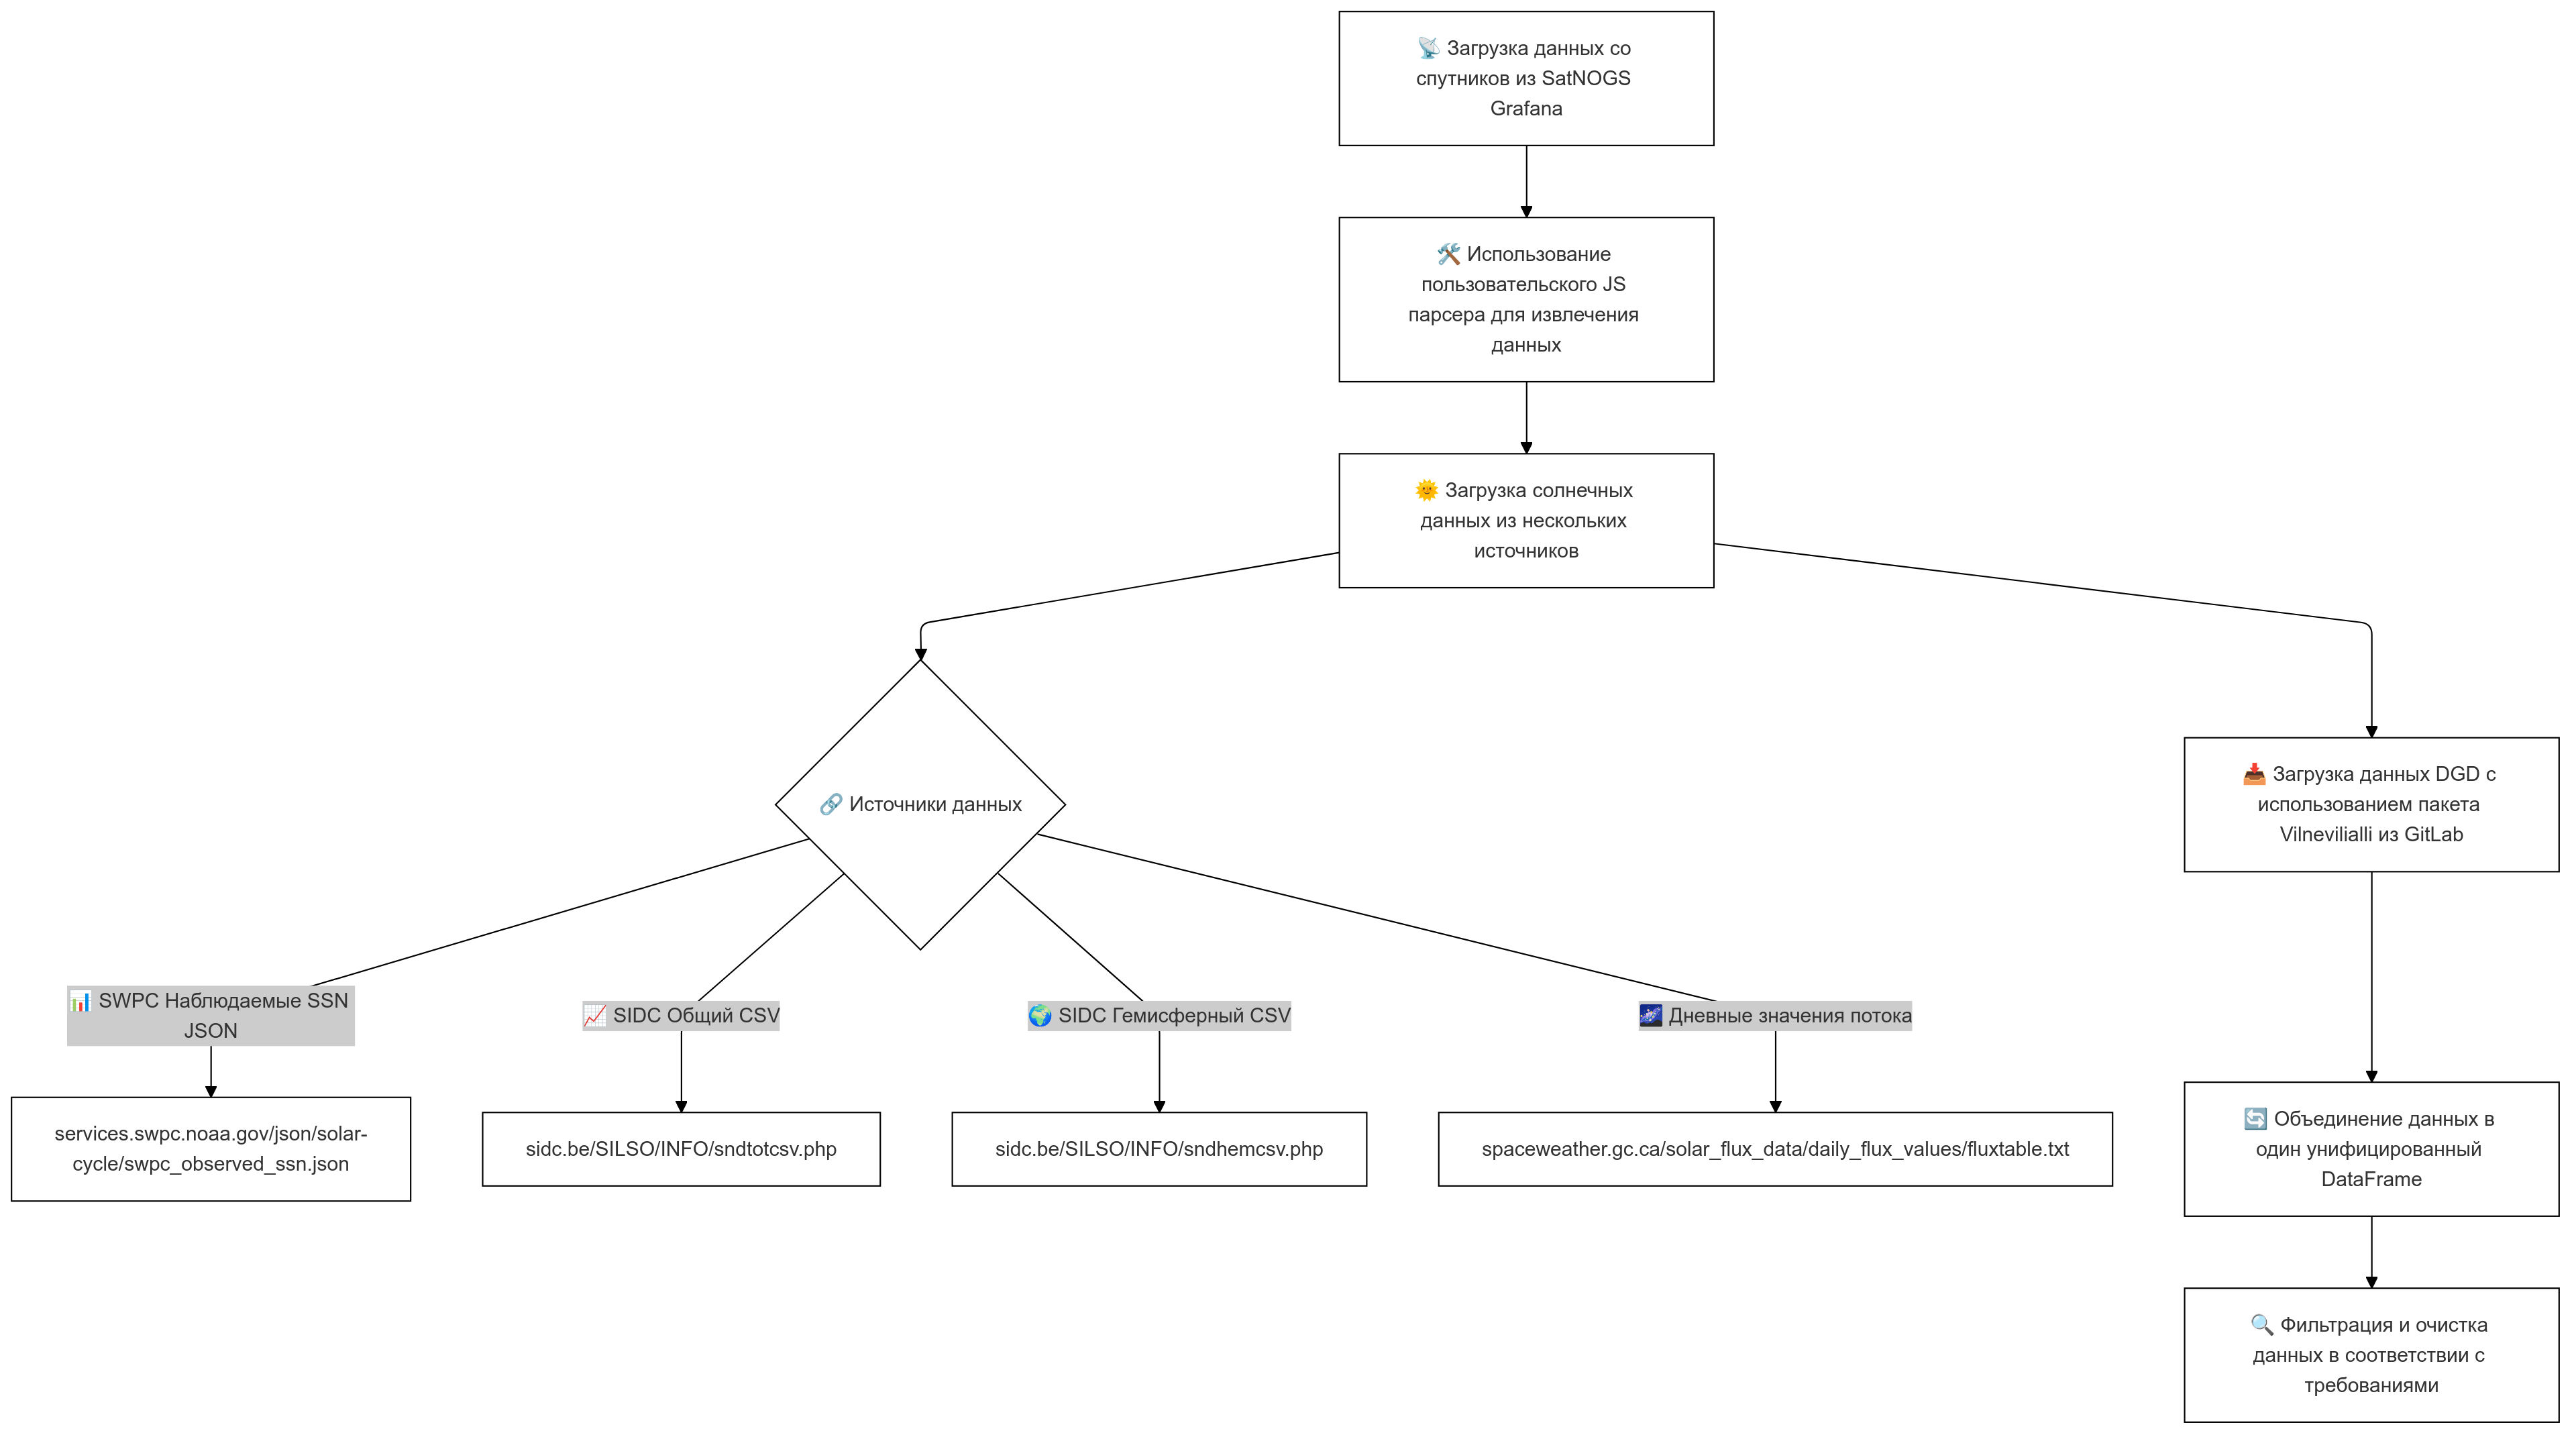 📡 Загрузка данных со
спутников из SatNOGS
Grafana
🛠️ Использование
пользовательского JS
парсера для извлечения
данных
🌞 Загрузка солнечных
данных из нескольких
источников
🔗 Источники данных
📥 Загрузка данных DGD с
использованием пакета
Vilnevilialli из GitLab
📊 SWPC Наблюдаемые SSN
JSON
📈 SIDC Общий CSV
🌍 SIDC Гемисферный CSV
🌌 Дневные значения потока
services.swpc.noaa.gov/json/solar-
cycle/swpc_observed_ssn.json
sidc.be/SILSO/INFO/sndtotcsv.php
sidc.be/SILSO/INFO/sndhemcsv.php
spaceweather.gc.ca/solar_flux_data/daily_flux_values/fluxtable.txt
🔄 Объединение данных в
один унифицированный
DataFrame
🔍 Фильтрация и очистка
данных в соответствии с
требованиями